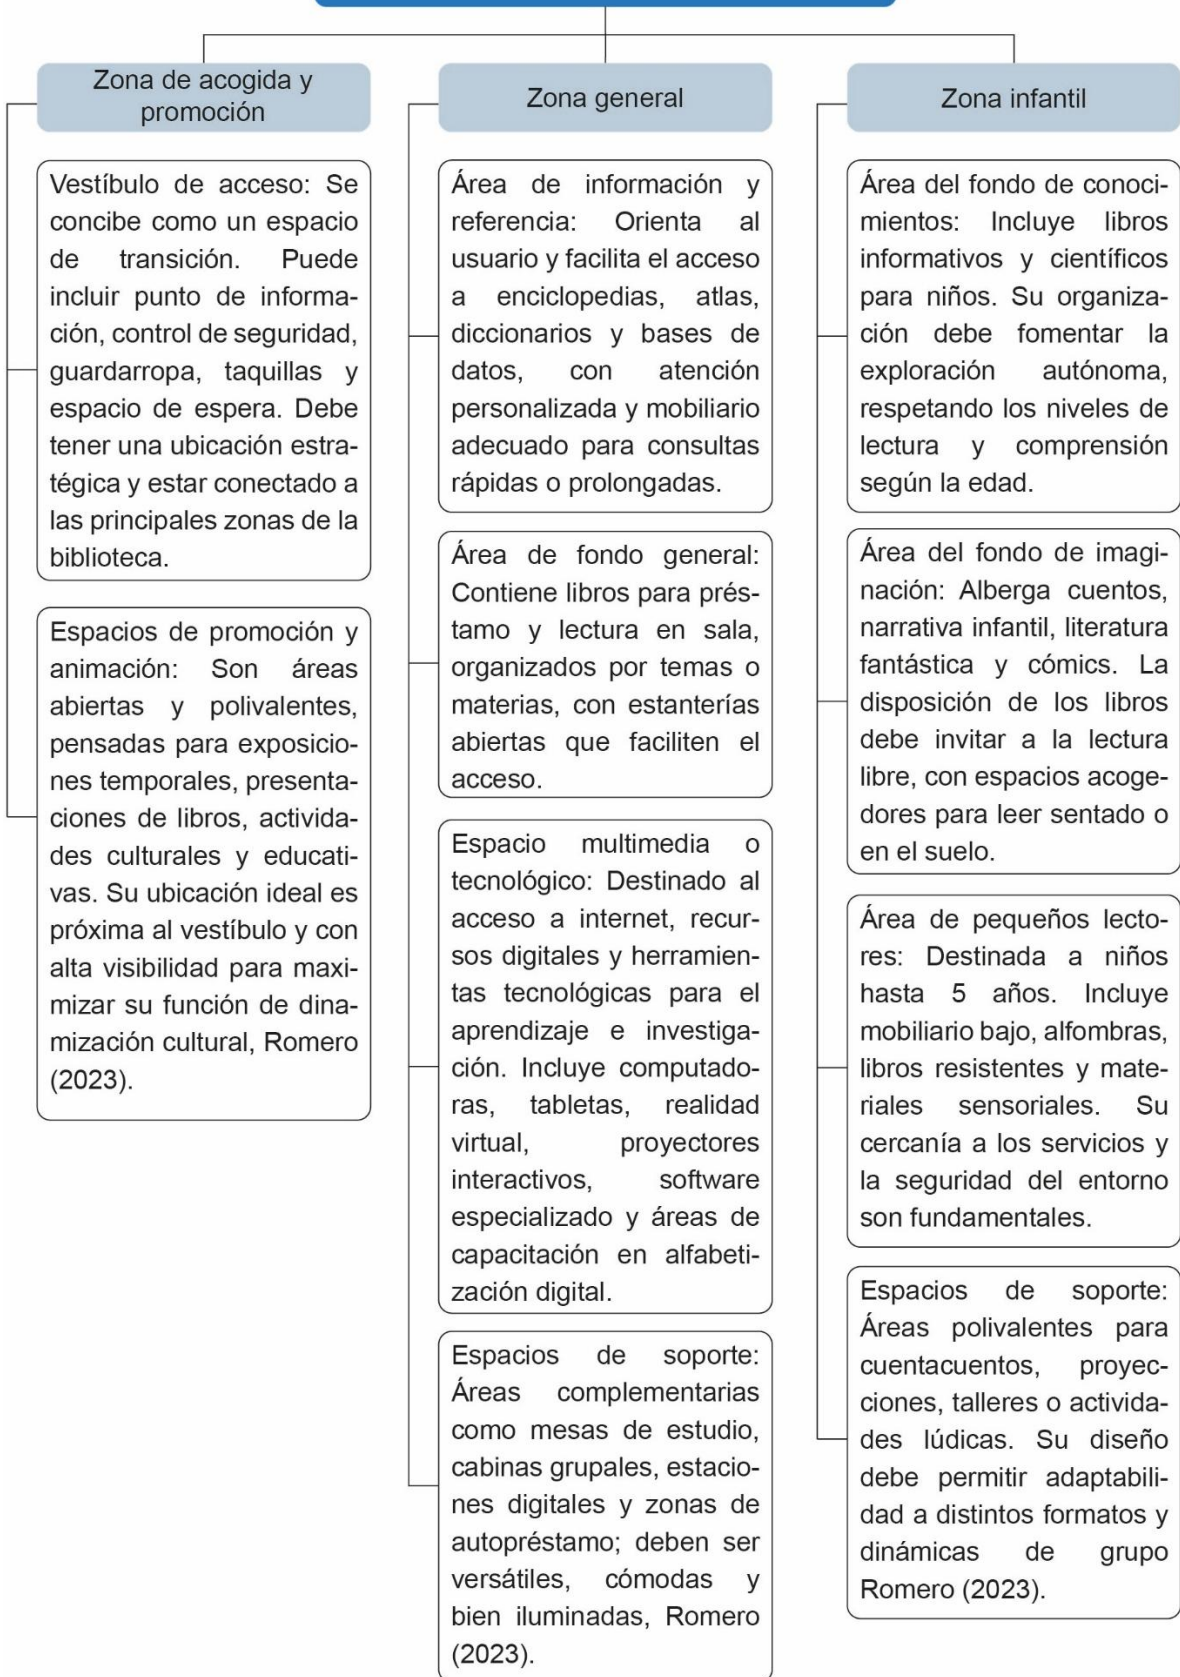 Zona de acogida y
promoción
Vestíbulo de acceso: Se
concibe como un espacio
de transición. Puede
incluir punto de informa-
ción, control de seguridad,
guardarropa, taquillas y
espacio de espera. Debe
tener una ubicación estra-
tégica y estar conectado a
las principales zonas de la
biblioteca.
Espacios de promoción y
animación: Son áreas
abiertas y polivalentes,
pensadas para exposicio-
nes temporales, presenta-
ciones de libros, activida-
des culturales y educati-
vas. Su ubicación ideal es
próxima al vestíbulo y con
alta visibilidad para maxi-
mizar su función de dina-
mización cultural, Romero
(2023).
Zona general
Área de información y
referencia: Orienta al
usuario y facilita el acceso
a enciclopedias, atlas,
diccionarios y bases de
datos, con atención
personalizada y mobiliario
adecuado para consultas
rápidas o prolongadas.
Área de fondo general:
Contiene libros para prés-
tamo y lectura en sala,
organizados por temas o
materias, con estanterías
abiertas que faciliten el
acceso.
Espacio multimedia o
tecnológico: Destinado al
acceso a internet, recur-
sos digitales y herramien-
tas tecnológicas para el
aprendizaje e investiga-
ción. Incluye computado-
ras, tabletas, realidad
virtual, proyectores
interactivos, software
especializado y áreas de
capacitación en alfabeti-
zación digital.
Espacios de soporte:
Áreas complementarias
como mesas de estudio,
cabinas grupales, estacio-
nes digitales y zonas de
autopréstamo; deben ser
versátiles, cómodas y
bien iluminadas, Romero
(2023).
Zona infantil
Área del fondo de conoci-
mientos: Incluye libros
informativos y científicos
para niños. Su organiza-
ción debe fomentar la
exploración autónoma,
respetando los niveles de
lectura y comprensión
según la edad.
Área del fondo de imagi-
nación: Alberga cuentos,
narrativa infantil, literatura
fantástica y cómics. La
disposición de los libros
debe invitar a la lectura
libre, con espacios acoge-
dores para leer sentado o
en el suelo.
Área de pequeños lecto-
res: Destinada a niños
hasta 5 años. Incluye
mobiliario bajo, alfombras,
libros resistentes y mate-
riales sensoriales. Su
cercanía a los servicios y
la seguridad del entorno
son fundamentales.
Espacios de soporte:
Áreas polivalentes para
cuentacuentos, proyec-
ciones, talleres o activida-
des lúdicas. Su diseño
debe permitir adaptabili-
dad a distintos formatos y
dinámicas de grupo
Romero (2023).